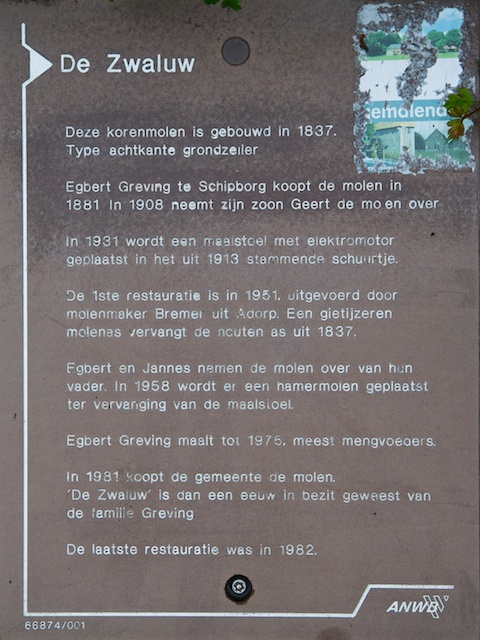 De Zwaluw
emalend
Deze korenmolen is gebouwd in 1837.
Type achtkante grondzeiler
Egbert Greving te Schipborg koopt de molen in
1881 In 1908 neemt zijn zoon Geert de molen over
In 1931 wordt een maalstoel met elektromotor
geplaatst in het uit 1913 stammende schuurtje.
De 1ste restauratie is in 1951, uitgevoerd door
molenmaker Bremer uit Adorp. Een gietijzeren
molenas vervangt de houten as uit 1837.
Egbert en Jannes nemen de molen over van hun
vader. In 1958 wordt er een hamermolen geplaatst
ter vervanging van de maalstoel.
Egbert Greving maalt tot 1975, meest mengvoeders.
In 1981 koopt de gemeente de molen.
'De Zwaluw' is dan een eeuw in bezit geweest van
de familie Greving
De laatste restauratie was in 1982.
ANWB
66874/001